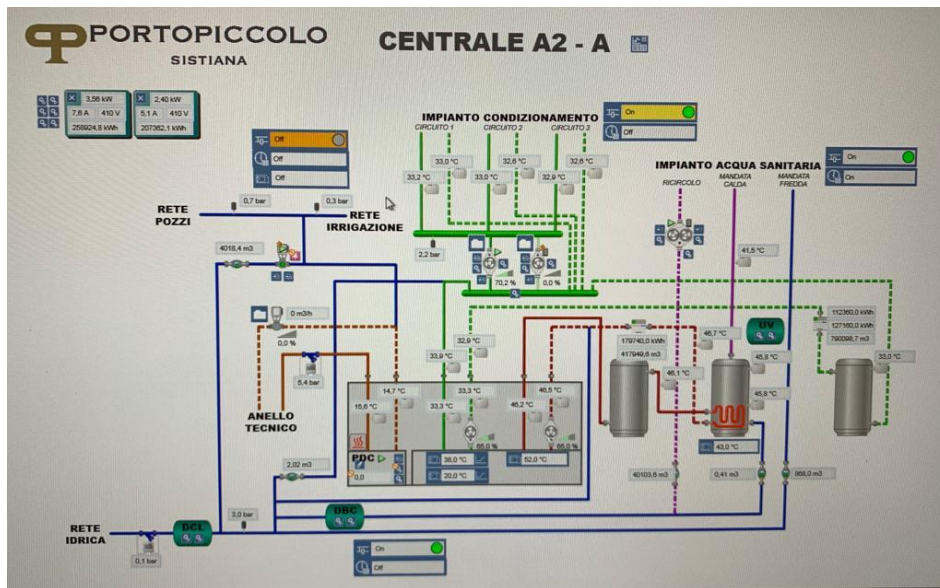 PORTOPICCOLO
SISTIANA
CENTRALE A2 - A
3,56 kW
7,6 A 410 V
258924,8 kWh
2,40 kW
5,1 A 410 V
207362,1 kWh
Off
Off
Off
IMPIANTO CONDIZIONAMENTO
CIRCUITO 1 CIRCUITO 2 CIRCUITO 3
On
Off
33,0 °C 32,6 °C 32,6 °C
33,2 °C 33,0 °C 32,9 °C
IMPIANTO ACQUA SANITARIA
RICIRCOLO
MANDATA
CALDA
MANDATA
FREDDA
On
On
0,7 bar
0,3 bar
RETE
POZZI
RETE
IRRIGAZIONE
4018,4 m3
2,2 bar
70,2 % 0,0 %
41,5 °C
0 m3/h
0,0 %
5,4 bar
ANELLO
TECNICO
32,9 °C
33,9 °C
14,7 °C
15,6 °C
33,3 °C
33,3 °C
46,5 °C
46,2 °C
65,0 %
65,0 %
PDC
0,0
38,0 °C
20,0 °C
52,0 °C
179740,0 kWh
417949,6 m3
46,7 °C
46,1 °C
UV
45,8 °C
45,8 °C
43,0 °C
112360,0 kWh
127160,0 kWh
790098,7 m3
33,0 °C
2,02 m3
40103,6 m3
0,41 m3
868,0 m3
RETE
IDRICA
DCL
3,0 bar
DBC
0,1 bar
On
Off